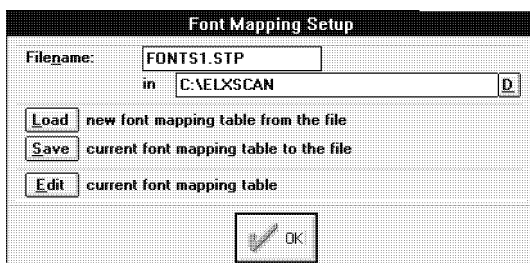 Font Mapping Setup
Filename: FONTS1.STP
in C:\ELXSCAN D
Load new font mapping table from the file
Save current font mapping table to the file
Edit current font mapping table
OK